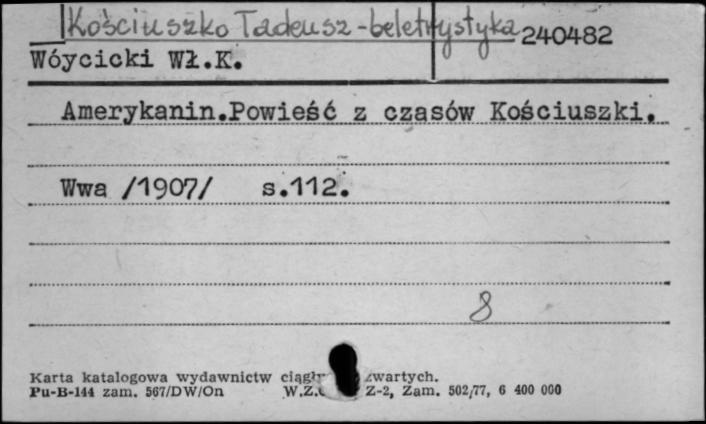 Kościuszko Tadeusz - beletrystyka 240482
Wóycicki Wł.K.
Amerykanin.Powieść z czasów Kościuszki.
Wwa /1907/ s.112.
8
Karta katalogowa wydawnictw zwartych.
Pu-B-144 zam. 567/DW/On W.Z. Z-2, Zam. 502/77, 6 400 000